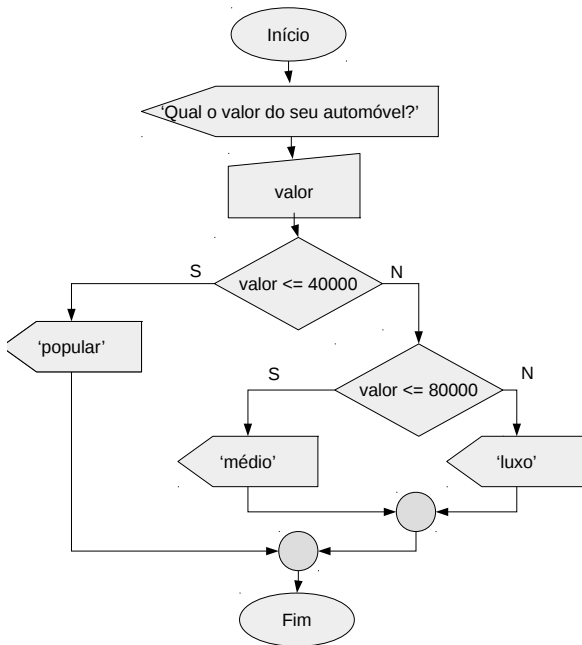 Início
‘Qual o valor do seu automóvel?’
valor
valor <= 40000
S
N
‘popular’
valor <= 80000
S
N
‘médio’
‘luxo’
Fim